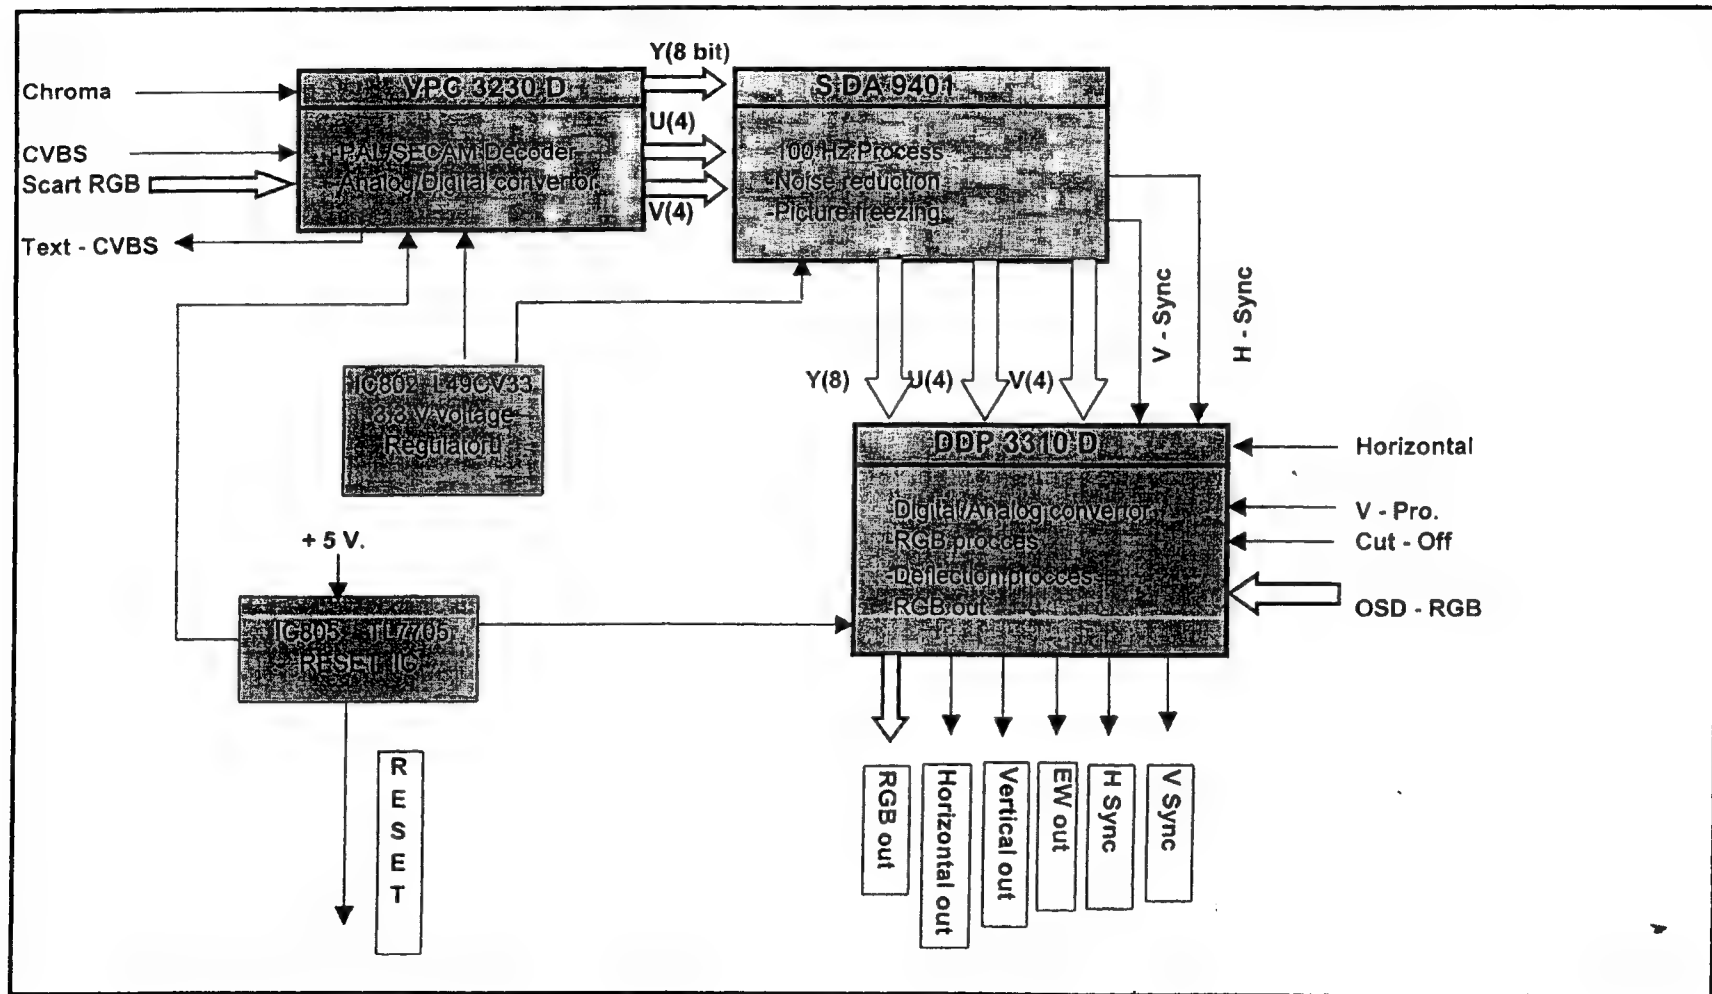 Y(8 bit)
VPC 3230 D
SDA 9401
Chroma
U(4)
CVBS
-PAL/SECAM Decoder
-100 Hz Process
Scart RGB
-Analog/Digital convertor
-Noise reduction
V(4)
-Picture freezing
Text - CVBS
V - Sync
H - Sync
IC802 L49CV33
3.3 V Voltage
Regulatorü
Y(8)
U(4)
V(4)
DDP 3310 D
Horizontal
-Digital/Analog convertor
V - Pro.
+ 5 V.
-RGB procces
Cut - Off
-Deflection procces
OSD - RGB
-RGB out
IC805 TL7705
RESET IC
RESET
RGB out
Horizontal out
Vertical out
EW out
H Sync
V Sync